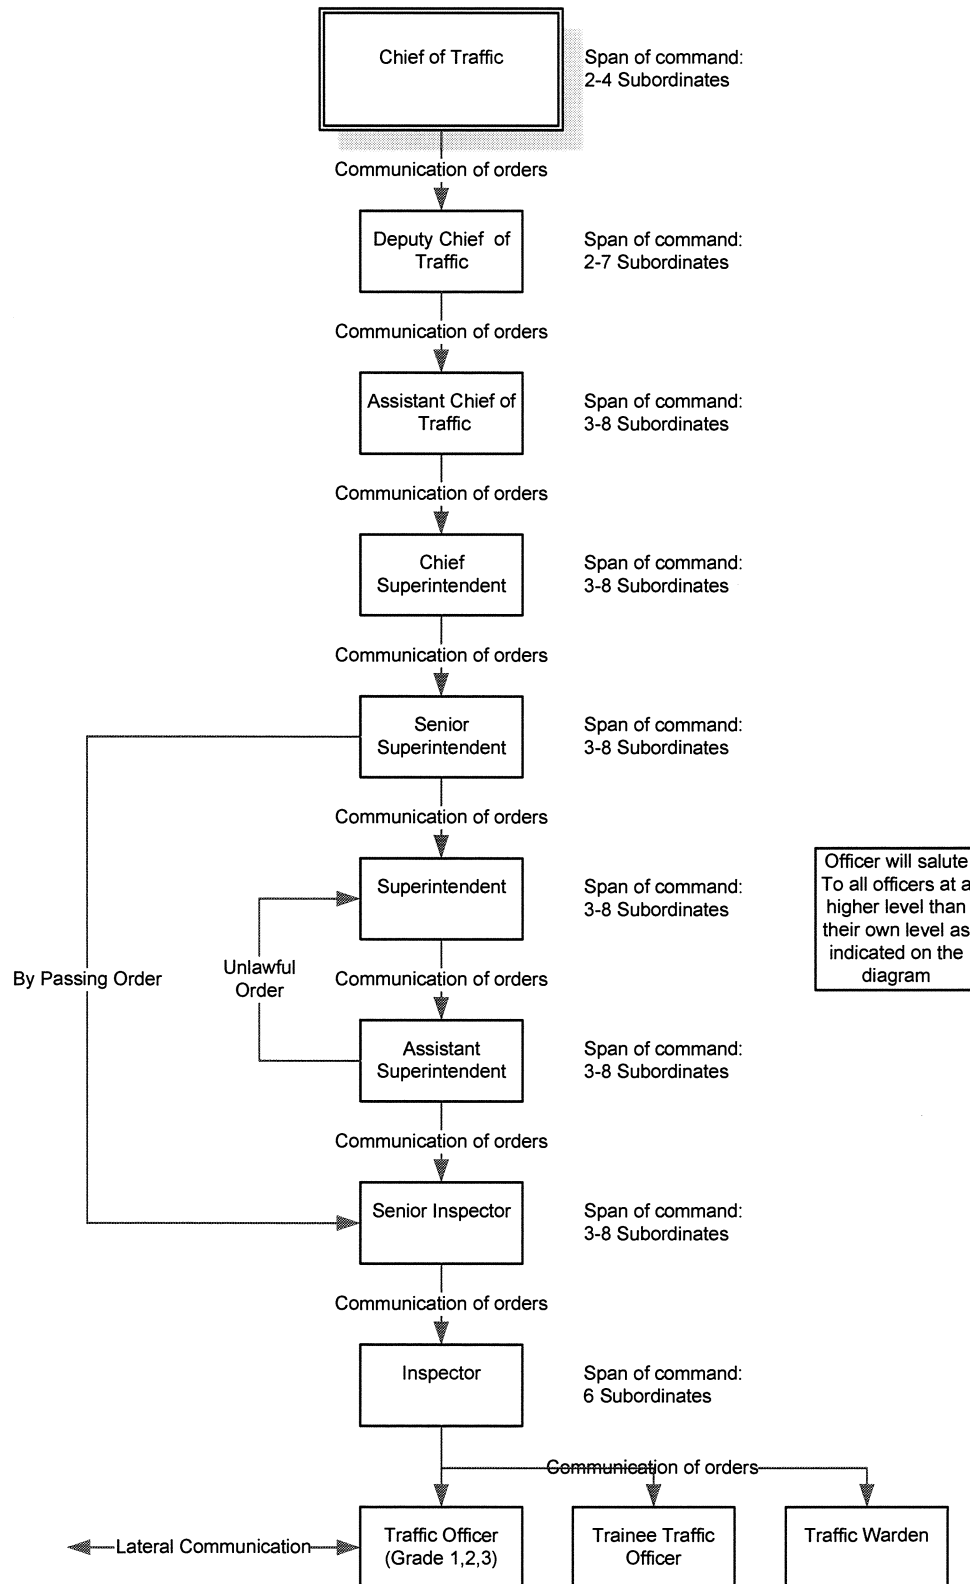 Chief of Traffic
Span of command:
2-4 Subordinates
Communication of orders
Deputy Chief of
Traffic
Span of command:
2-7 Subordinates
Communication of orders
Assistant Chief of
Traffic
Span of command:
3-8 Subordinates
Communication of orders
Chief
Superintendent
Span of command:
3-8 Subordinates
Communication of orders
Senior
Superintendent
Span of command:
3-8 Subordinates
Communication of orders
Superintendent
Span of command:
3-8 Subordinates
Officer will salute
To all officers at a
higher level than
their own level as
indicated on the
diagram
By Passing Order
Unlawful
Order
Communication of orders
Assistant
Superintendent
Span of command:
3-8 Subordinates
Communication of orders
Senior Inspector
Span of command:
3-8 Subordinates
Communication of orders
Inspector
Span of command:
6 Subordinates
Communication of orders
Lateral Communication
Traffic Officer
(Grade 1,2,3)
Trainee Traffic
Officer
Traffic Warden